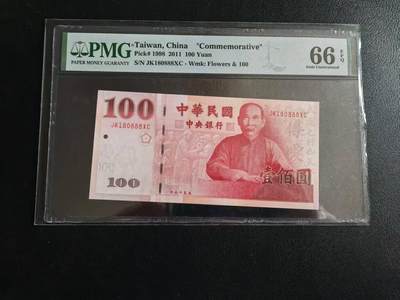 PMG
PAPER MONEY GUARANTY
Taiwan, China "Commemorative"
Pick# 1998 2011 100 Yuan
S/N JK180888XC - Wmk: Flowers & 100
66 EPQ
Gem Uncirculated
100
中華民國
JK180888XC
中央銀行
JK180888XC
100
壹佰圓